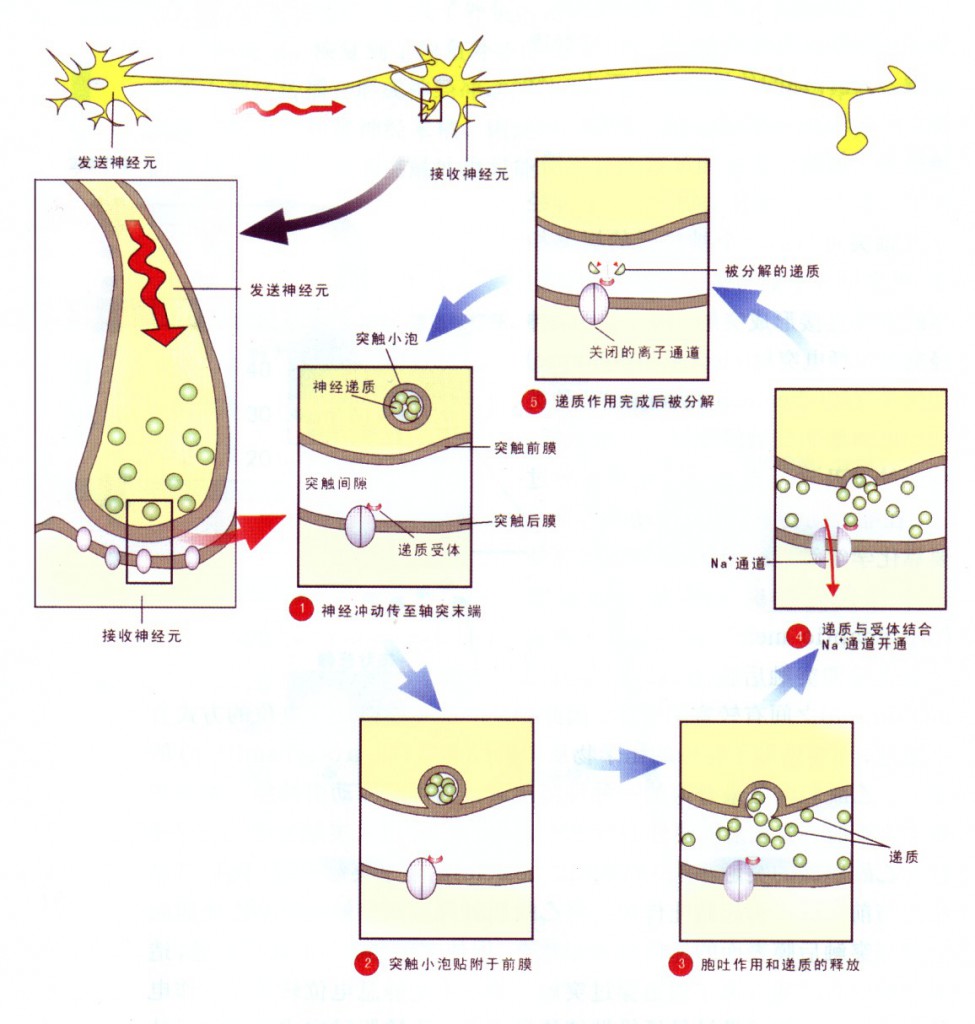 发送神经元
接收神经元
发送神经元
接收神经元
突触小泡
神经递质
突触前膜
突触间隙
突触后膜
递质受体
1 神经冲动传至轴突末端
2 突触小泡贴附于前膜
递质
3 胞吐作用和递质的释放
Na⁺通道
4 递质与受体结合
Na⁺通道开通
被分解的递质
关闭的离子通道
5 递质作用完成后被分解